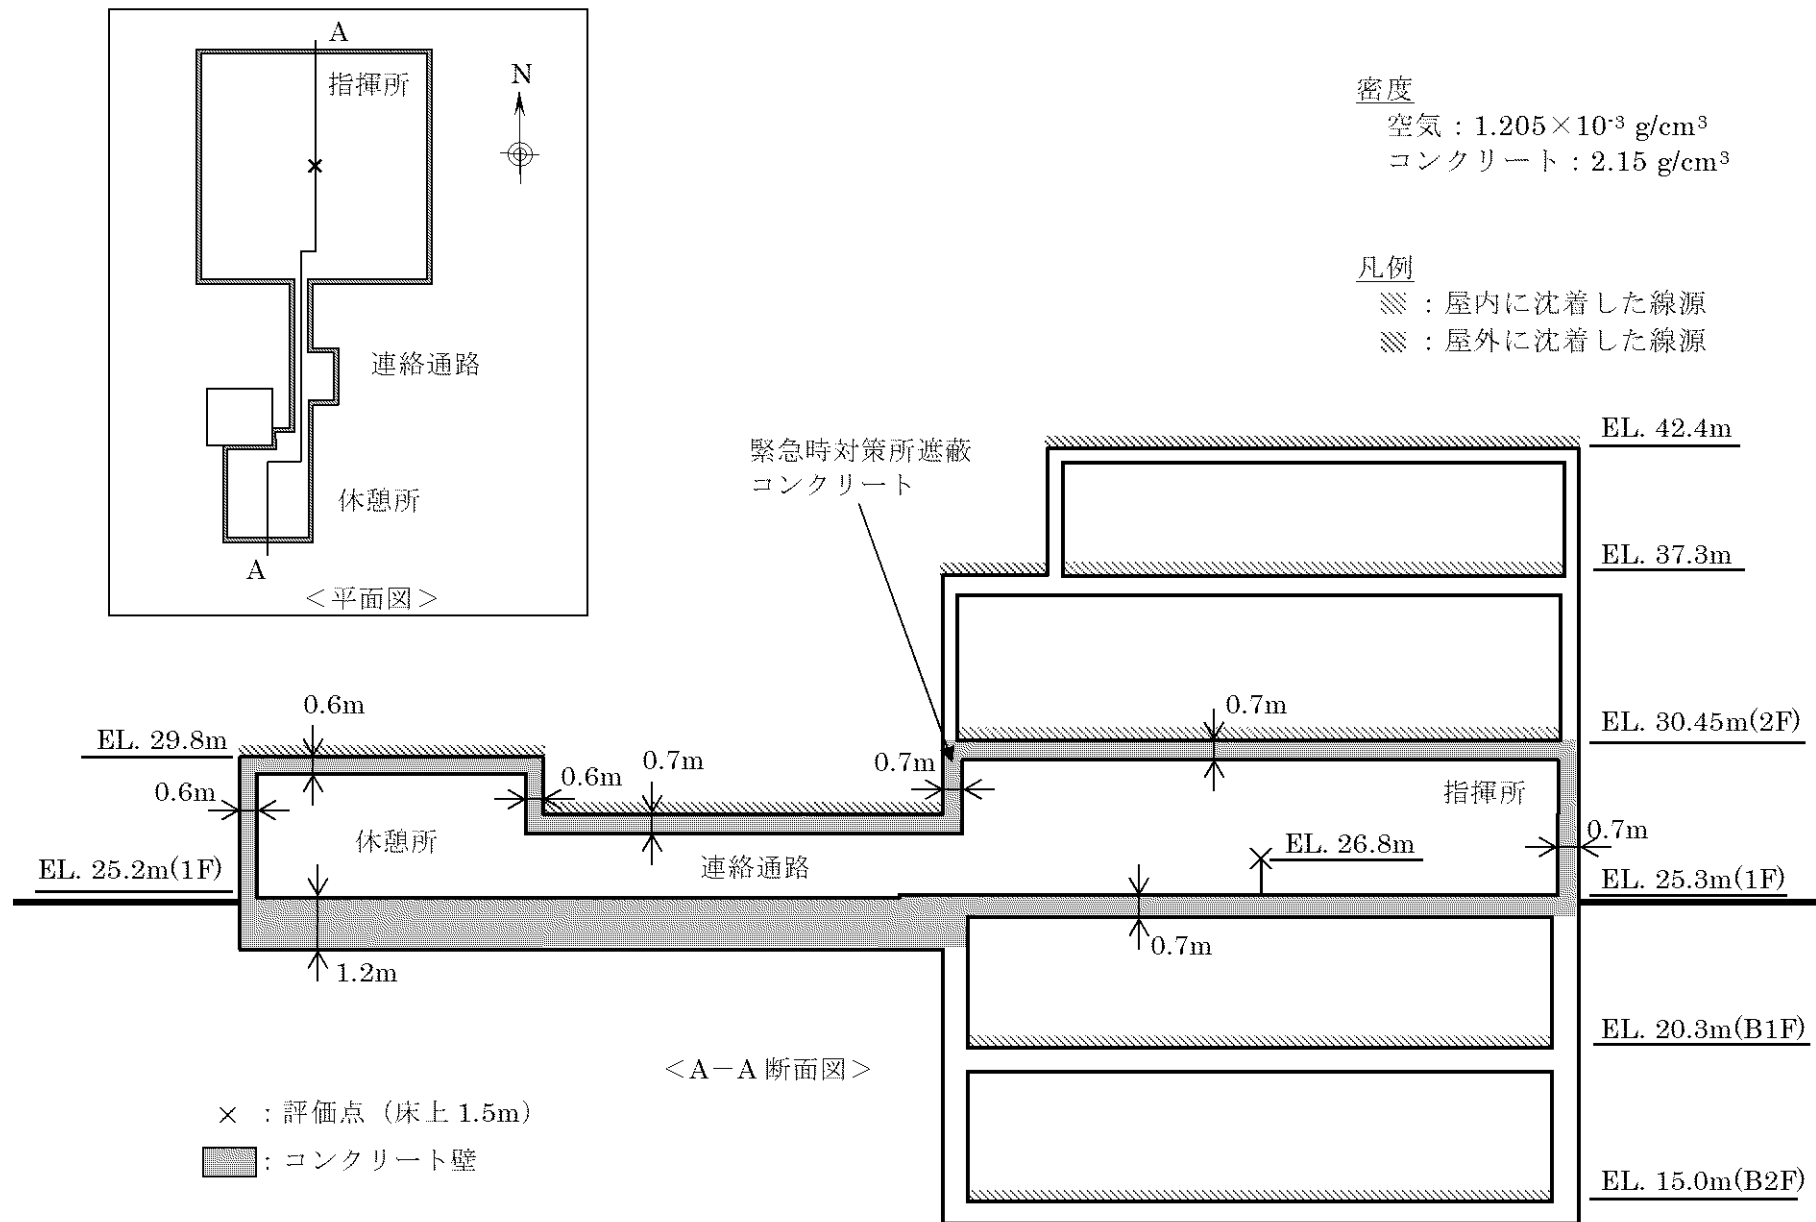 A
指揮所
N
連絡通路
休憩所
A
＜平面図＞
密度
空気：1.205×10⁻³ g/cm³
コンクリート：2.15 g/cm³
凡例
：屋内に沈着した線源
：屋外に沈着した線源
緊急時対策所遮蔽
コンクリート
EL. 42.4m
EL. 37.3m
EL. 30.45m(2F)
EL. 29.8m
0.6m
0.6m
0.6m
0.7m
0.7m
0.7m
指揮所
休憩所
連絡通路
EL. 26.8m
0.7m
EL. 25.2m(1F)
EL. 25.3m(1F)
0.7m
1.2m
EL. 20.3m(B1F)
＜A－A 断面図＞
×：評価点（床上 1.5m）
：コンクリート壁
EL. 15.0m(B2F)